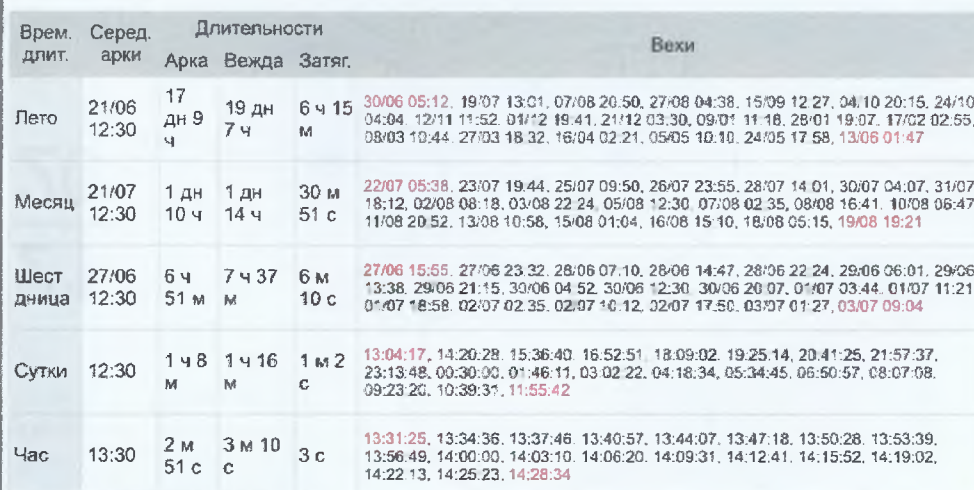 Врем. длит. Серед. арки Длительности Вехи
Арка Вежда Затяг.
Лето 21/06 12:30 17 дн 9 ч 19 дн 7 ч 6 ч 15 м
30/06 05:12, 19/07 13:01, 07/08 20:50, 27/08 04:38, 15/09 12:27, 04/10 20:15, 24/10
04:04, 12/11 11:52, 01/12 19:41, 21/12 03:30, 09/01 11:18, 28/01 19:07, 17/02 02:55,
08/03 10:44, 27/03 18:32, 16/04 02:21, 05/05 10:10, 24/05 17:58, 13/06 01:47
Месяц 21/07 12:30 1 дн 10 ч 1 дн 14 ч 30 м 51 с
22/07 05:38, 23/07 19:44, 25/07 09:50, 26/07 23:55, 28/07 14:01, 30/07 04:07, 31/07
18:12, 02/08 08:18, 03/08 22:24, 05/08 12:30, 07/08 02:35, 08/08 16:41, 10/08 06:47,
11/08 20:52, 13/08 10:58, 15/08 01:04, 16/08 15:10, 18/08 05:15, 19/08 19:21
Шест дница 27/06 12:30 6 ч 51 м 7 ч 37 м 6 м 10 с
27/06 15:55, 27/06 23:32, 28/06 07:10, 28/06 14:47, 28/06 22:24, 29/06 06:01, 29/06
13:38, 29/06 21:15, 30/06 04:52, 30/06 12:30, 30/06 20:07, 01/07 03:44, 01/07 11:21,
01/07 18:58, 02/07 02:35, 02/07 10:12, 02/07 17:50, 03/07 01:27, 03/07 09:04
Сутки 12:30 1 ч 8 м 1 ч 16 м 1 м 2 с
13:04:17, 14:20:28, 15:36:40, 16:52:51, 18:09:02, 19:25:14, 20:41:25, 21:57:37,
23:13:48, 00:30:00, 01:46:11, 03:02:22, 04:18:34, 05:34:45, 06:50:57, 08:07:08,
09:23:20, 10:39:31, 11:55:42
Час 13:30 2 м 51 с 3 м 10 с 3 с
13:31:25, 13:34:36, 13:37:46, 13:40:57, 13:44:07, 13:47:18, 13:50:28, 13:53:39,
13:56:49, 14:00:00, 14:03:10, 14:06:20, 14:09:31, 14:12:41, 14:15:52, 14:19:02,
14:22:13, 14:25:23, 14:28:34